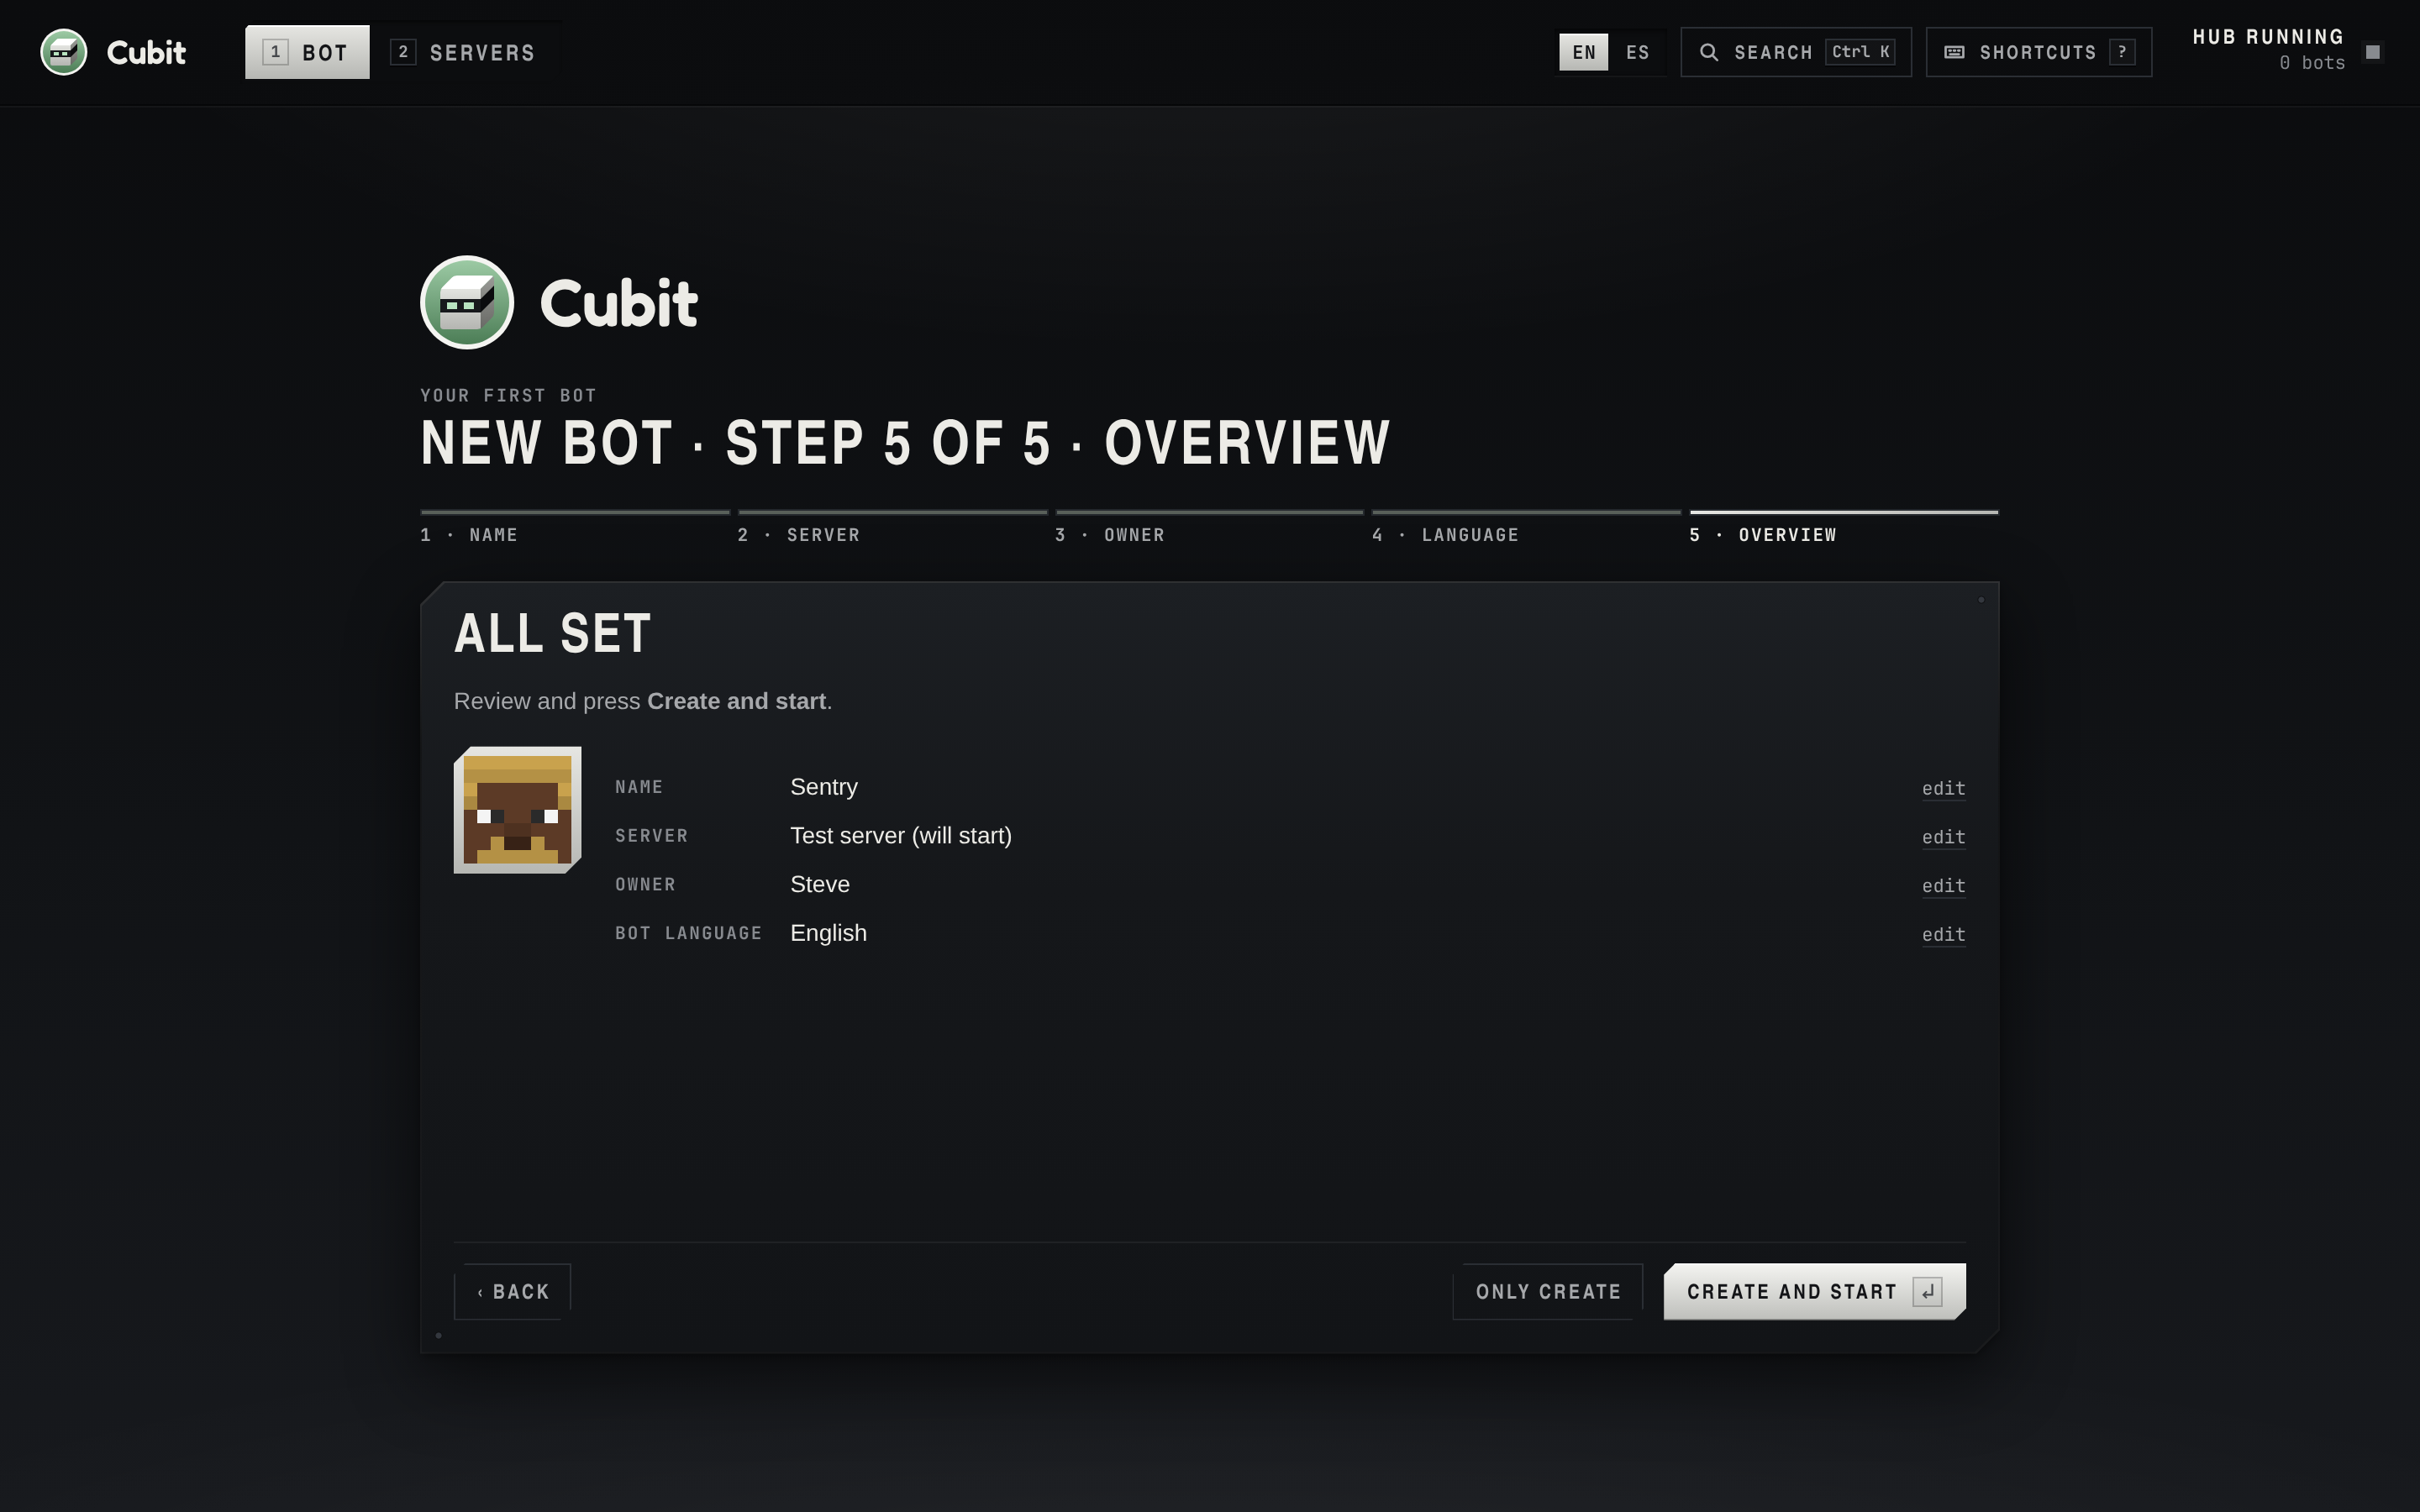 Cubit
1 BOT
2 SERVERS
EN ES
SEARCH Ctrl K
SHORTCUTS ?
HUB RUNNING
0 bots
Cubit
YOUR FIRST BOT
NEW BOT · STEP 5 OF 5 · OVERVIEW
1 · NAME
2 · SERVER
3 · OWNER
4 · LANGUAGE
5 · OVERVIEW
ALL SET
Review and press Create and start.
NAME Sentry edit
SERVER Test server (will start) edit
OWNER Steve edit
BOT LANGUAGE English edit
‹ BACK
ONLY CREATE
CREATE AND START ↵